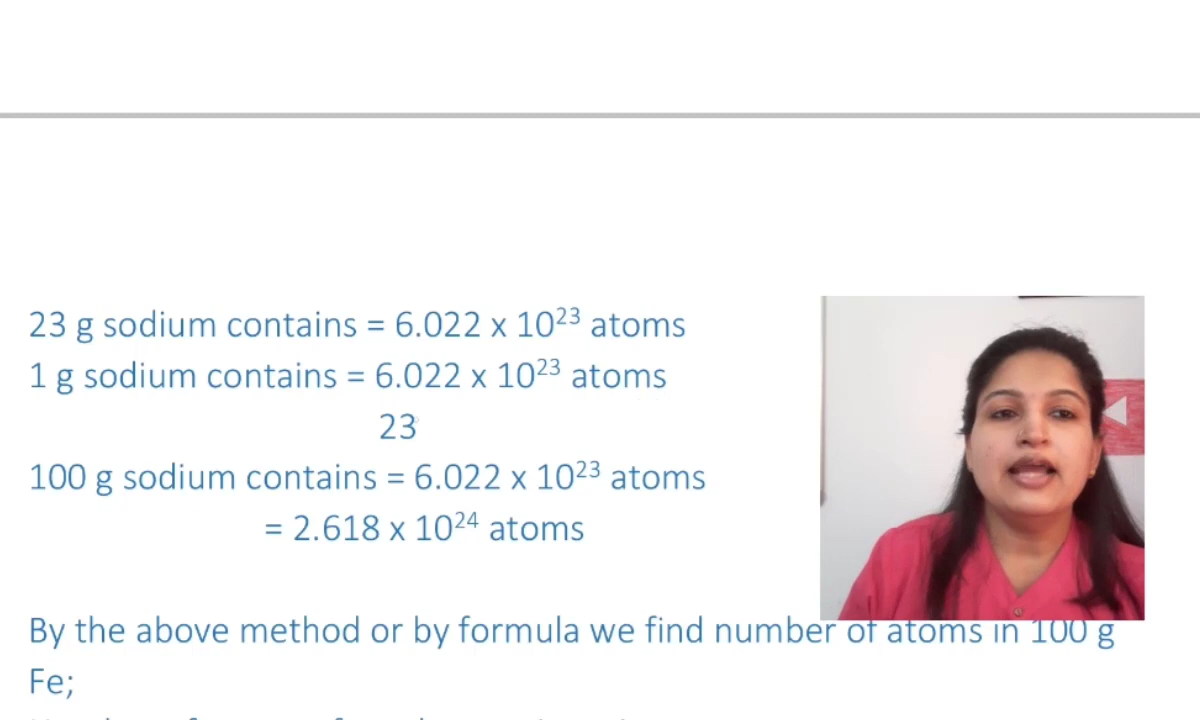 23 g sodium contains = 6.022 x 10²³ atoms
1 g sodium contains = 6.022 x 10²³ atoms
23
100 g sodium contains = 6.022 x 10²³ atoms
= 2.618 x 10²⁴ atoms
By the above method or by formula we find number of atoms in 100 g
Fe;